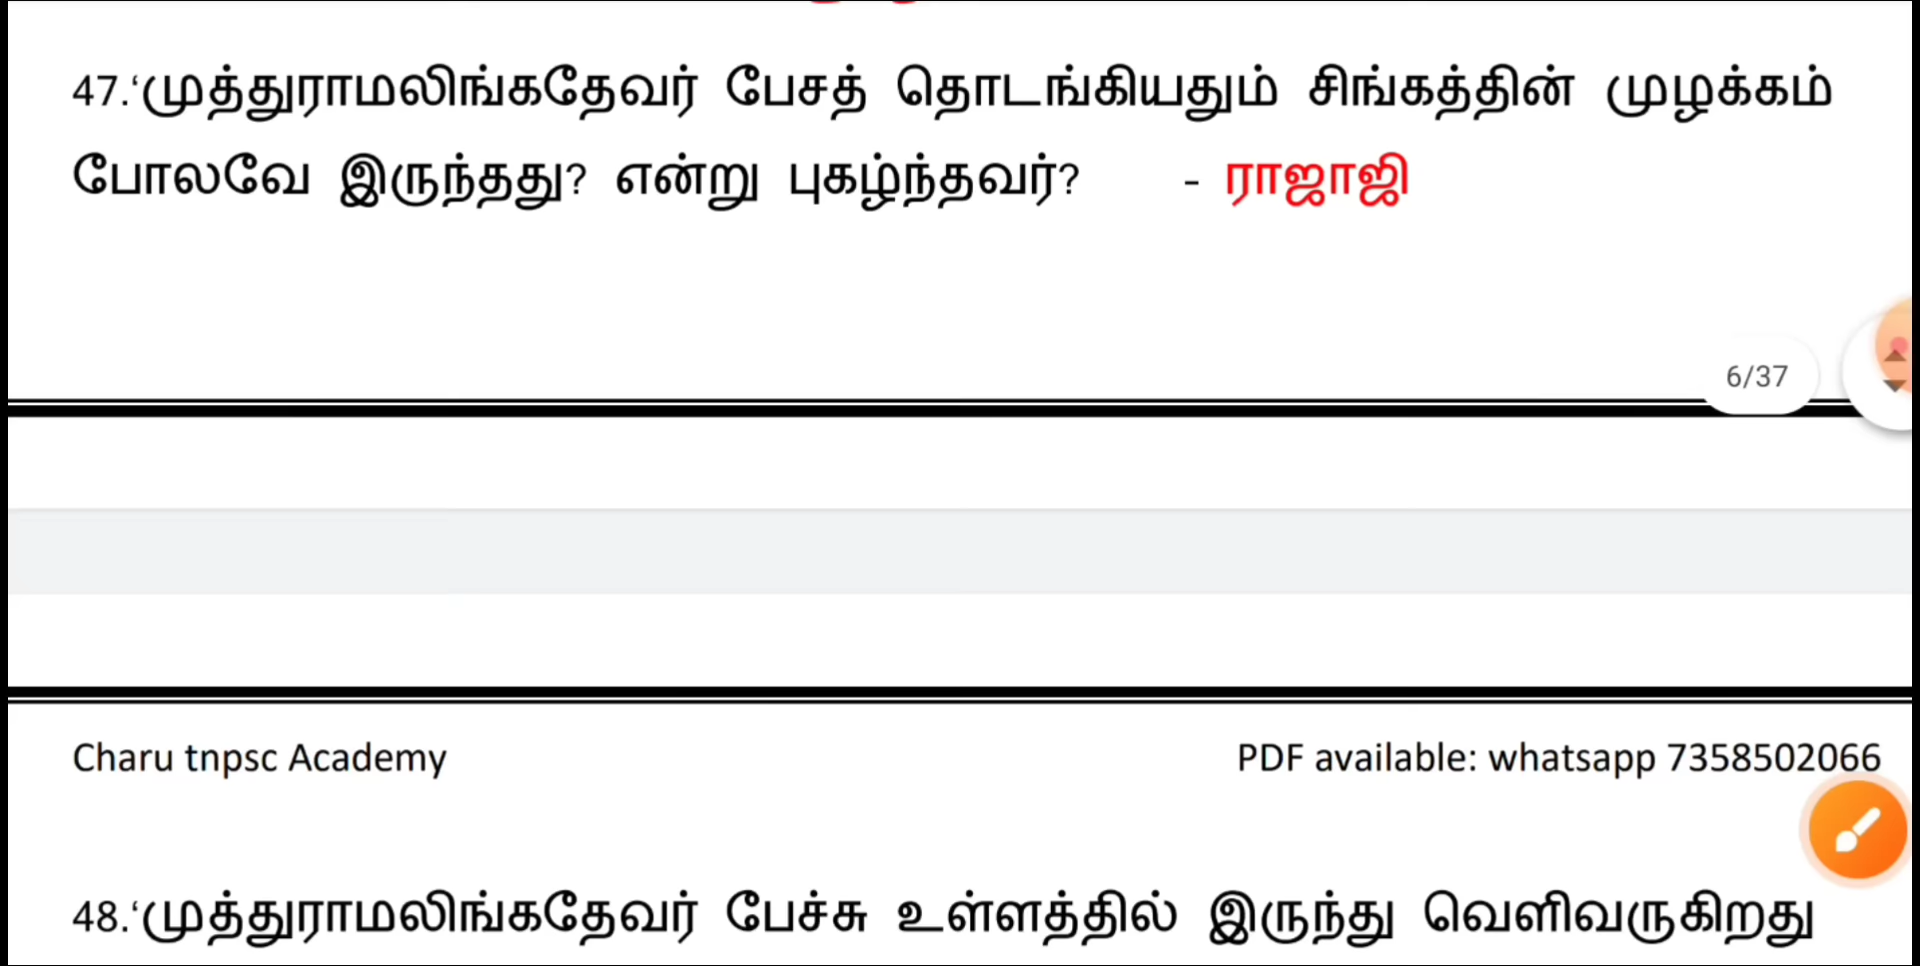 47.‘முத்துராமலிங்கதேவர் பேசத் தொடங்கியதும் சிங்கத்தின் முழக்கம்
போலவே இருந்தது? என்று புகழ்ந்தவர்? - ராஜாஜி
6/37
Charu tnpsc Academy PDF available: whatsapp 7358502066
48.‘முத்துராமலிங்கதேவர் பேச்சு உள்ளத்தில் இருந்து வெளிவருகிறது